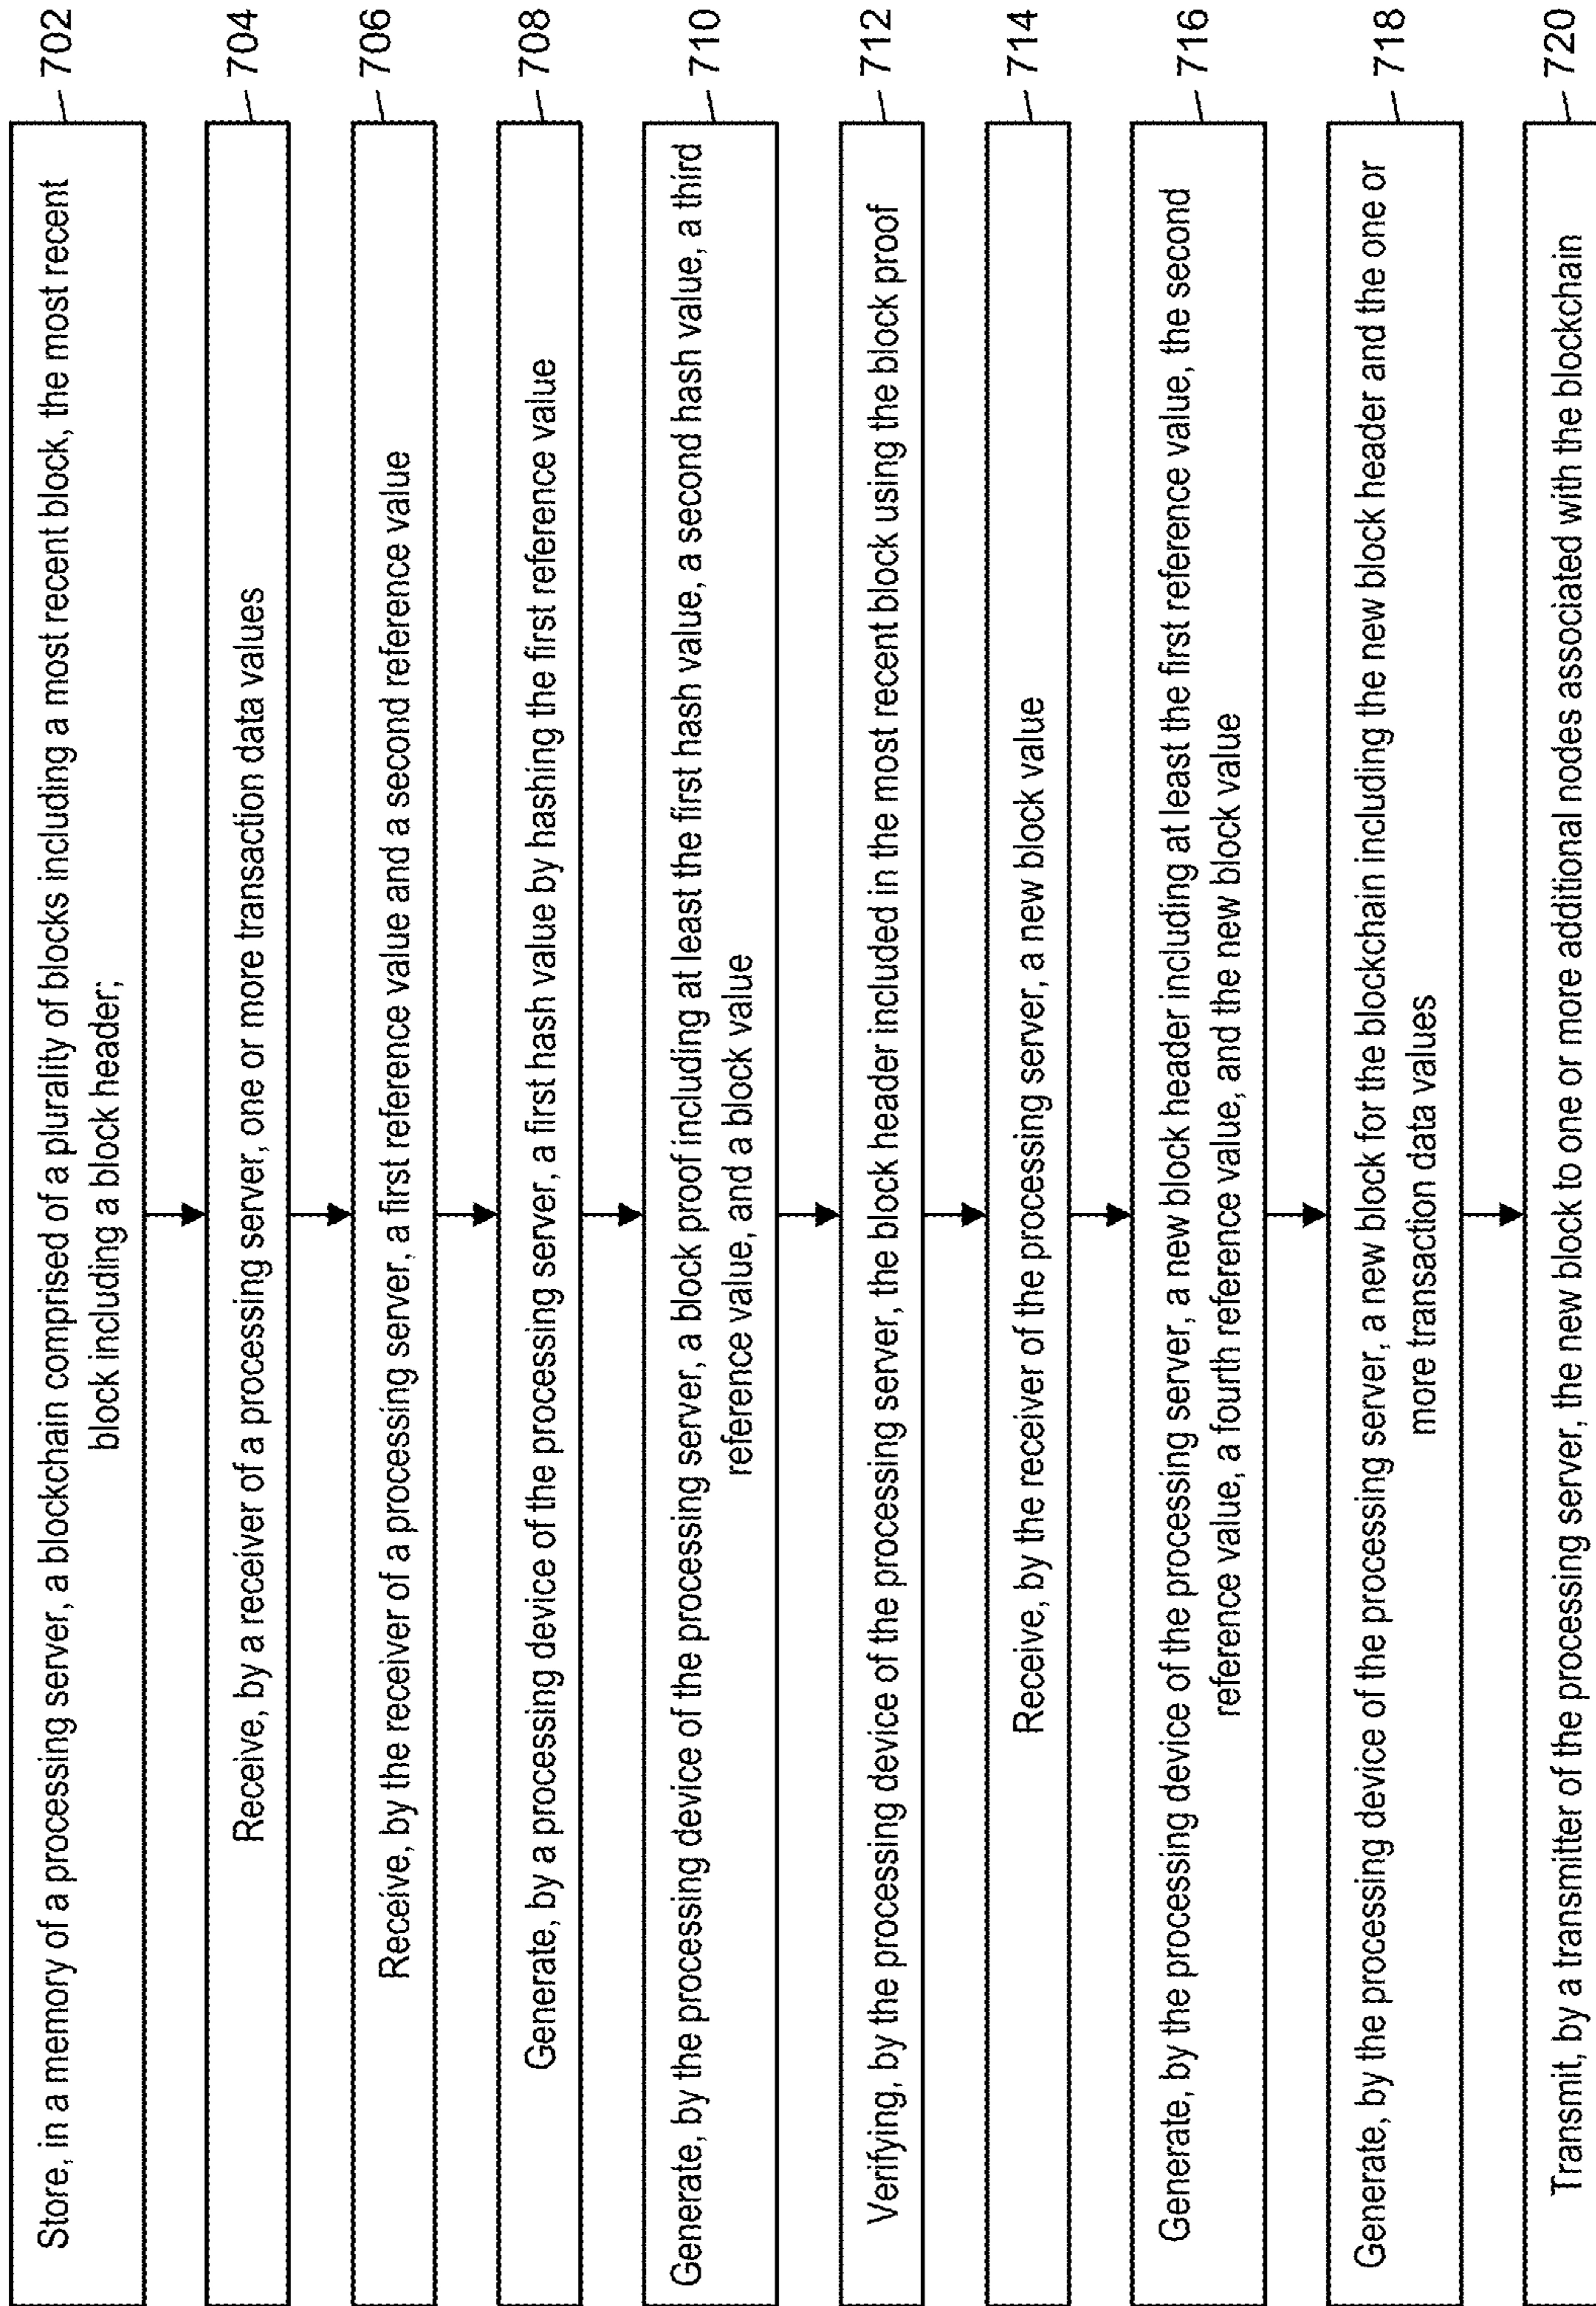 Store, in a memory of a processing server, a blockchain comprised of a plurality of blocks including a most recent block, the most recent
block including a block header;
702
Receive, by a receiver of a processing server, one or more transaction data values
704
Receive, by the receiver of a processing server, a first reference value and a second reference value
706
Generate, by a processing device of the processing server, a first hash value by hashing the first reference value
708
Generate, by the processing device of the processing server, a block proof including at least the first hash value, a second hash value, a third
reference value, and a block value
710
Verifying, by the processing device of the processing server, the block header included in the most recent block using the block proof
712
Receive, by the receiver of the processing server, a new block value
714
Generate, by the processing device of the processing server, a new block header including at least the first reference value, the second
reference value, a fourth reference value, and the new block value
716
Generate, by the processing device of the processing server, a new block for the blockchain including the new block header and the one or
more transaction data values
718
Transmit, by a transmitter of the processing server, the new block to one or more additional nodes associated with the blockchain
720